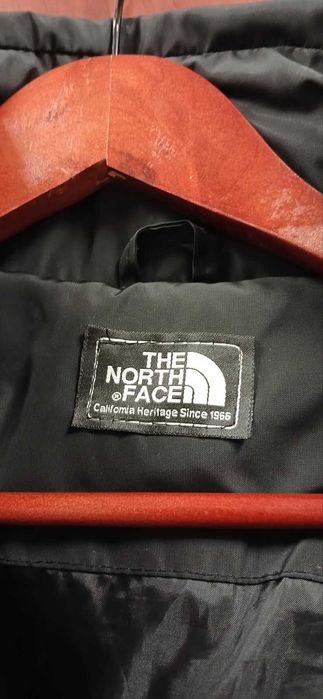 THE
NORTH
®FACE
California Heritage Since 1966